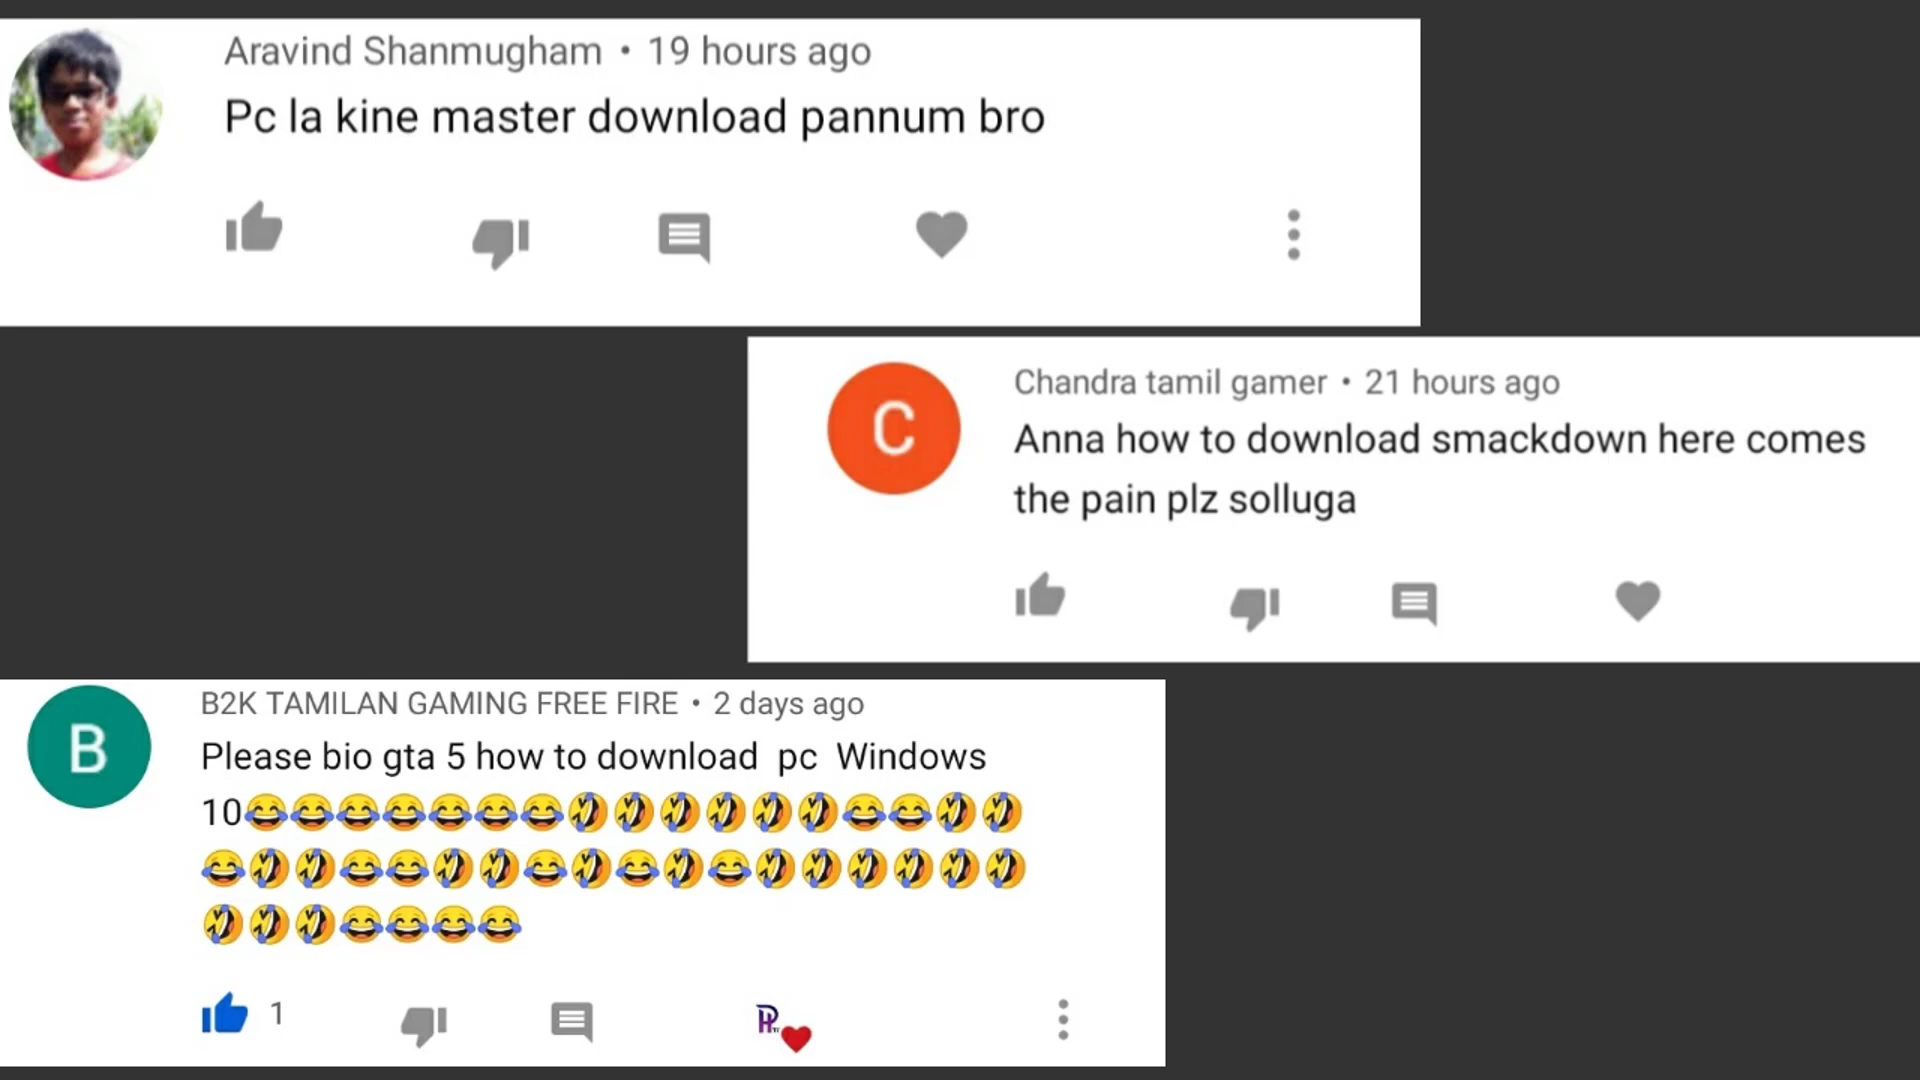 Aravind Shanmugham • 19 hours ago
Pc la kine master download pannum bro
C
Chandra tamil gamer • 21 hours ago
Anna how to download smackdown here comes
the pain plz solluga
B
B2K TAMILAN GAMING FREE FIRE • 2 days ago
Please bio gta 5 how to download pc Windows
10😂😂😂😂😂😂😂🤣🤣🤣🤣🤣🤣😂😂🤣🤣
😂🤣🤣😂😂🤣🤣😂🤣😂🤣😂🤣🤣🤣🤣🤣🤣
🤣🤣🤣😂😂😂😂
1